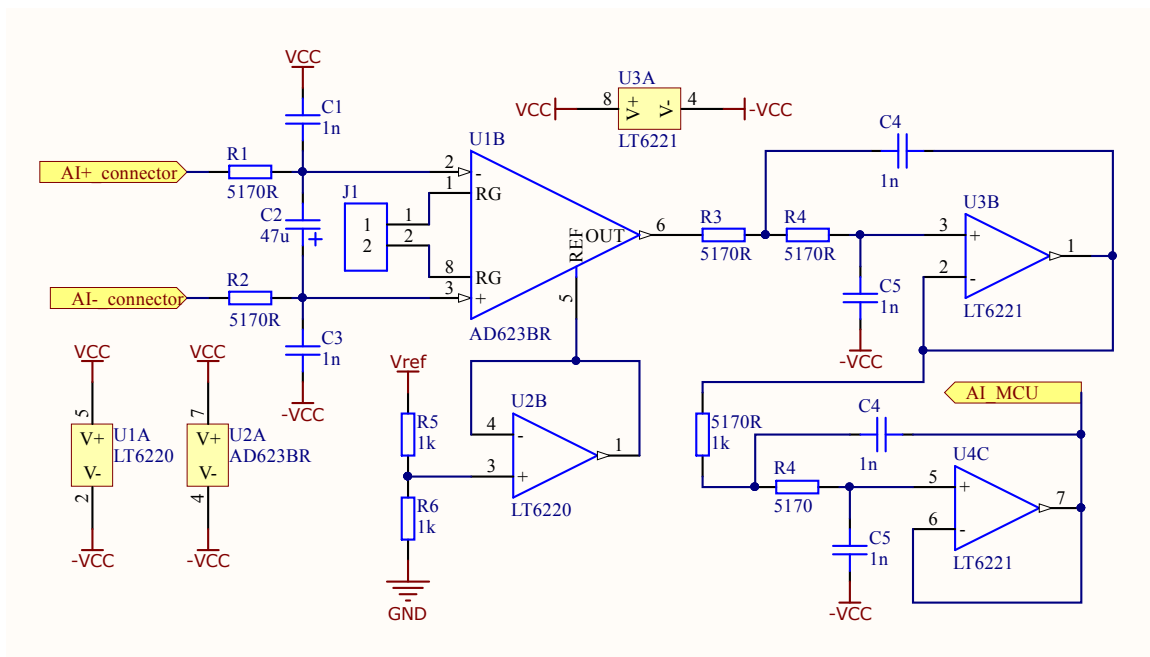 VCC
C1
1n
AI+_connector
R1
5170R
C2
47u
+
AI-_connector
R2
5170R
C3
1n
-VCC
J1
1
2
1
2
U1B
2
-
1
RG
8
RG
3
+
REF
OUT
6
5
AD623BR
U3A
VCC
8
V+
V-
4
-VCC
LT6221
R3
5170R
R4
5170R
C4
1n
C5
1n
-VCC
U3B
3
+
2
-
1
LT6221
VCC
5
V+
V-
2
-VCC
U1A
LT6220
VCC
7
V+
V-
4
-VCC
U2A
AD623BR
Vref
R5
1k
R6
1k
GND
U2B
4
-
3
+
1
LT6220
AI_MCU
5170R
1k
C4
1n
R4
5170
C5
1n
-VCC
U4C
5
+
6
-
7
LT6221